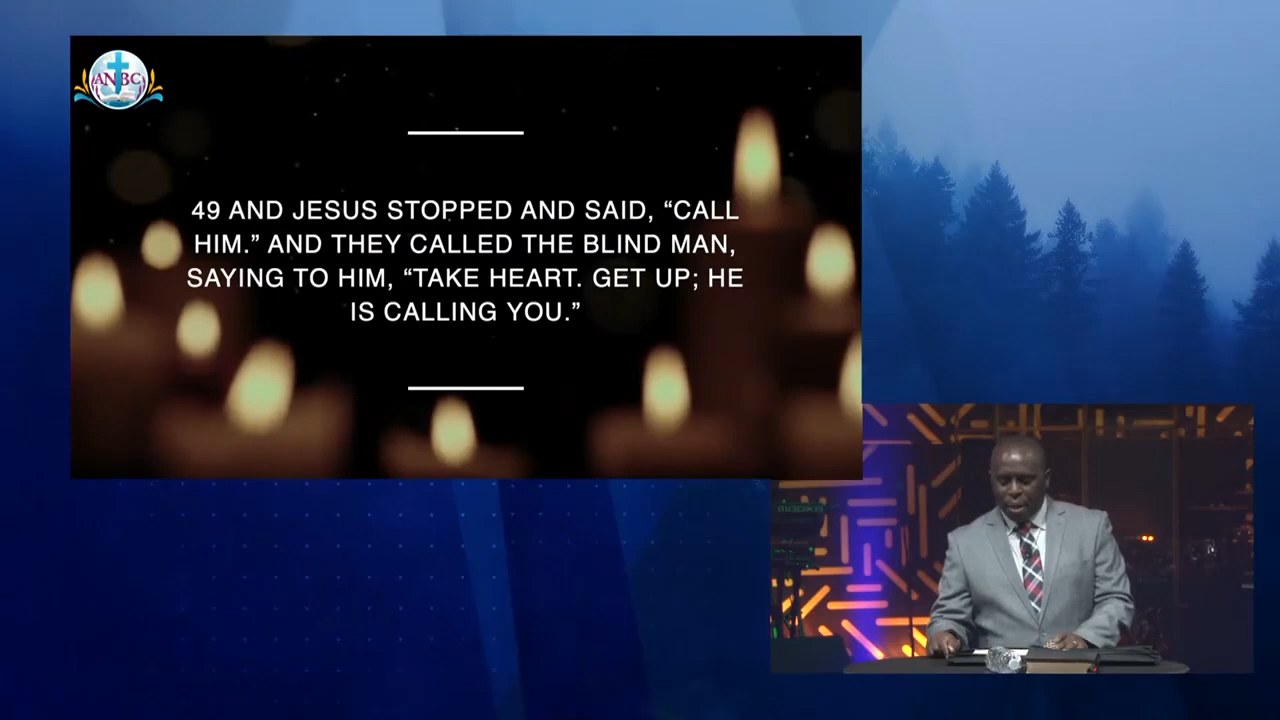 ANBC
49 AND JESUS STOPPED AND SAID, “CALL
HIM.” AND THEY CALLED THE BLIND MAN,
SAYING TO HIM, “TAKE HEART. GET UP; HE
IS CALLING YOU.”